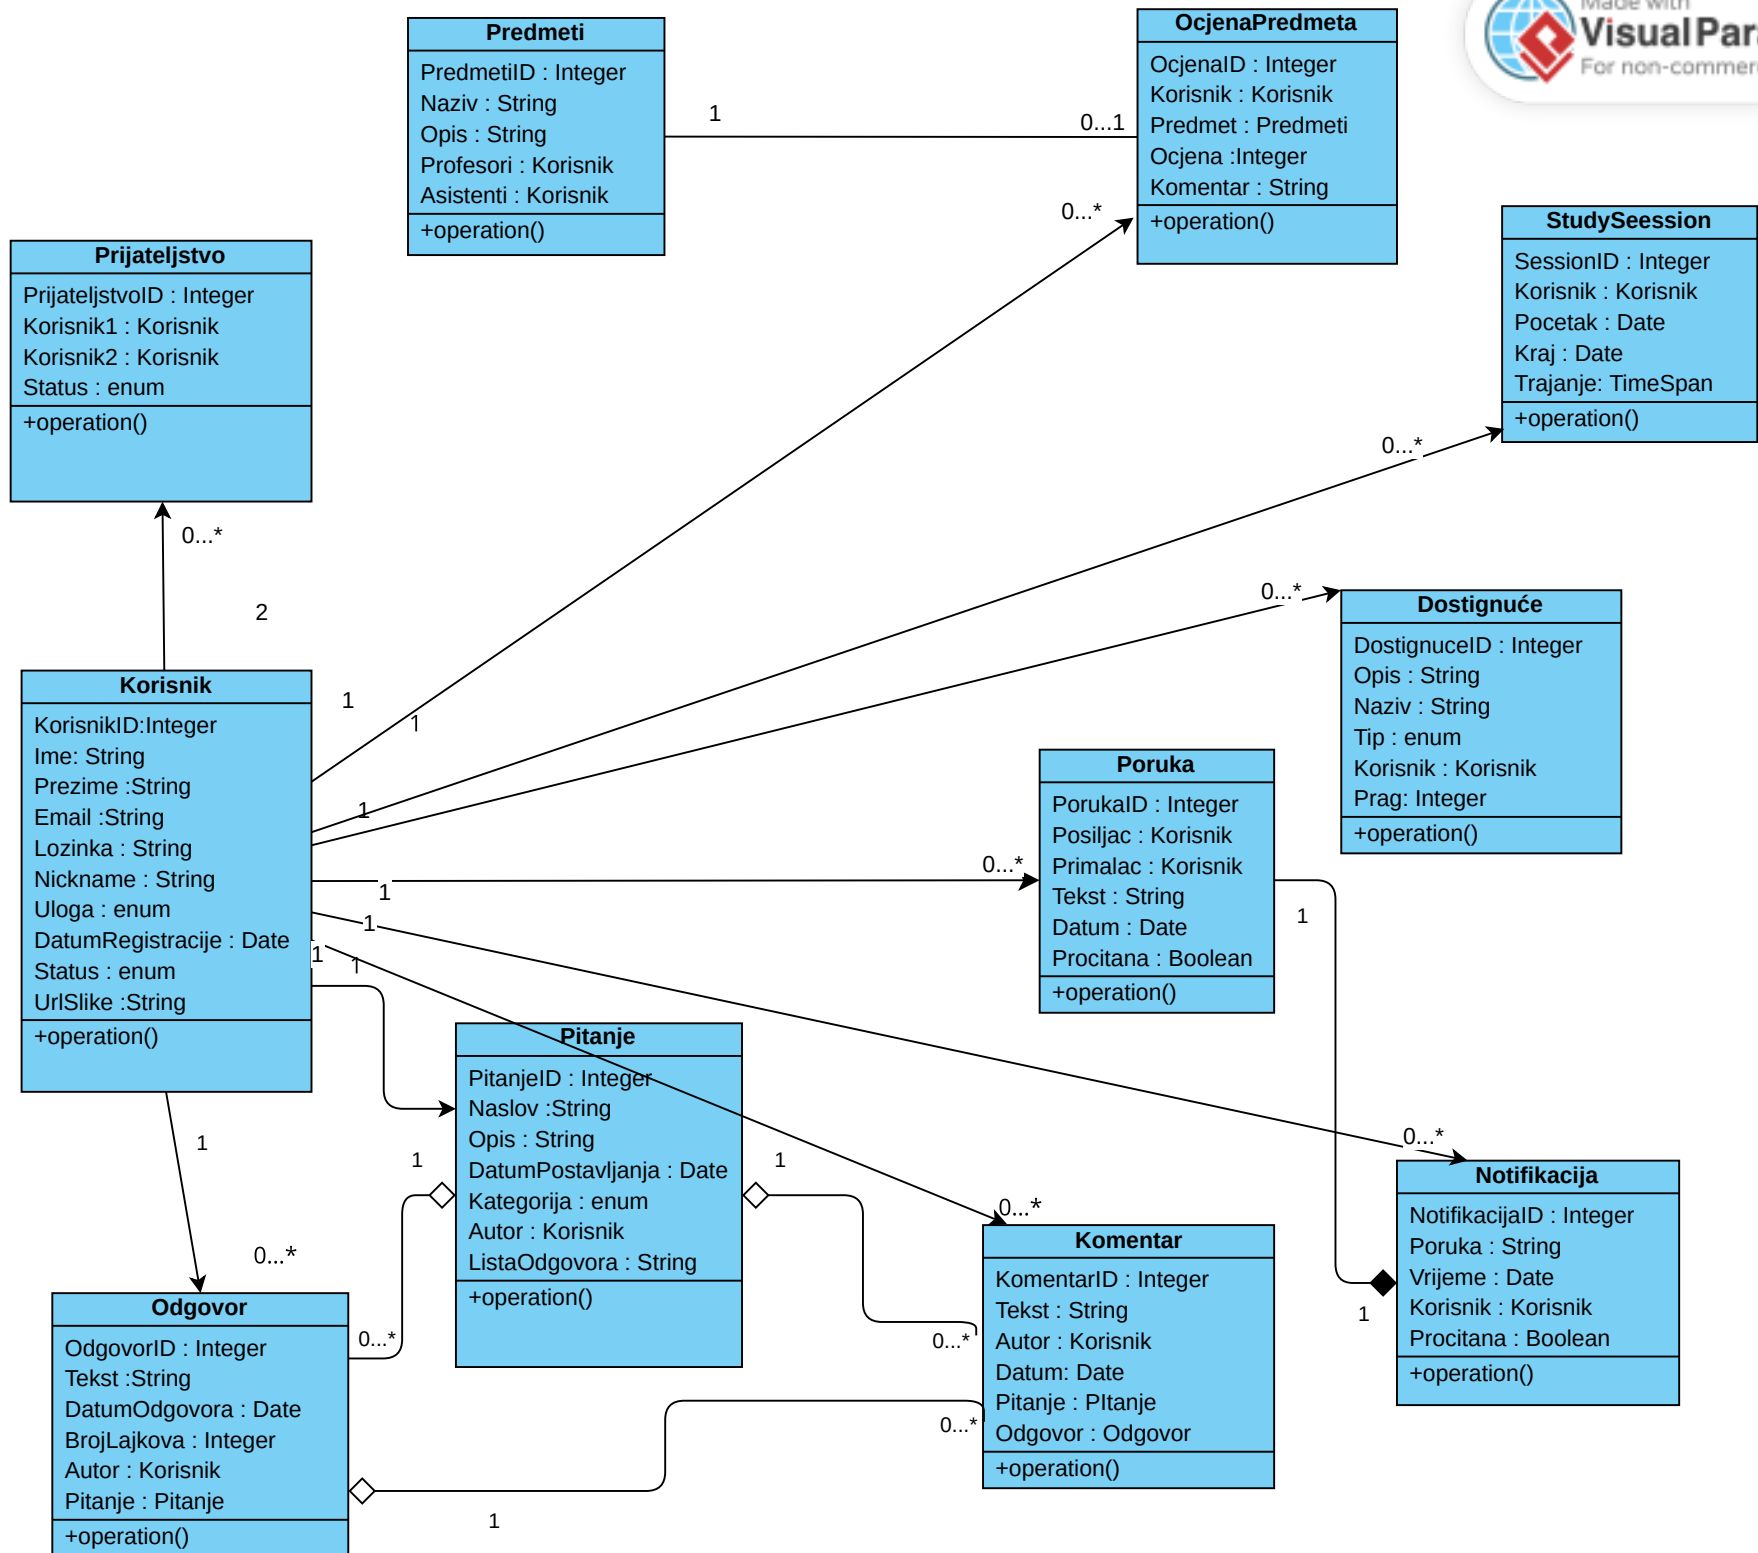 Made with
VisualPara
For non-commer
Predmeti
PredmetiID : Integer
Naziv : String
Opis : String
Profesori : Korisnik
Asistenti : Korisnik
+operation()
1
0...1
OcjenaPredmeta
OcjenaID : Integer
Korisnik : Korisnik
Predmet : Predmeti
Ocjena :Integer
Komentar : String
+operation()
0...*
StudySeession
SessionID : Integer
Korisnik : Korisnik
Pocetak : Date
Kraj : Date
Trajanje: TimeSpan
+operation()
0...*
Prijateljstvo
PrijateljstvoID : Integer
Korisnik1 : Korisnik
Korisnik2 : Korisnik
Status : enum
+operation()
0...*
2
0...*
Dostignuće
DostignuceID : Integer
Opis : String
Naziv : String
Tip : enum
Korisnik : Korisnik
Prag: Integer
+operation()
Korisnik
KorisnikID:Integer
Ime: String
Prezime :String
Email :String
Lozinka : String
Nickname : String
Uloga : enum
DatumRegistracije : Date
Status : enum
UrlSlike :String
+operation()
1
1
1
1
1
1
1
0...*
Poruka
PorukaID : Integer
Posiljac : Korisnik
Primalac : Korisnik
Tekst : String
Datum : Date
Procitana : Boolean
+operation()
1
Pitanje
PitanjeID : Integer
Naslov :String
Opis : String
DatumPostavljanja : Date
Kategorija : enum
Autor : Korisnik
ListaOdgovora : String
+operation()
1
1
1
0...*
0...*
Notifikacija
NotifikacijaID : Integer
Poruka : String
Vrijeme : Date
Korisnik : Korisnik
Procitana : Boolean
+operation()
1
0...*
Komentar
KomentarID : Integer
Tekst : String
Autor : Korisnik
Datum: Date
Pitanje : PItanje
Odgovor : Odgovor
+operation()
0...*
0...*
0...*
Odgovor
OdgovorID : Integer
Tekst :String
DatumOdgovora : Date
BrojLajkova : Integer
Autor : Korisnik
Pitanje : Pitanje
+operation()
1